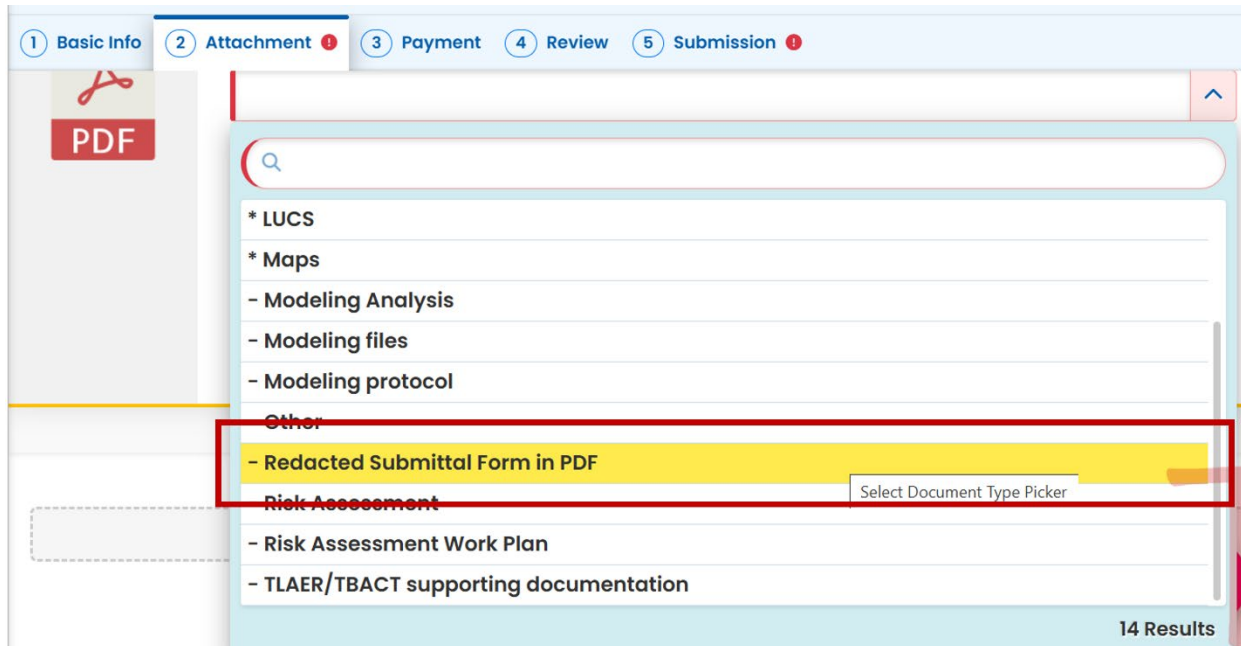 1 Basic Info 2 Attachment ! 3 Payment 4 Review 5 Submission !
PDF
* LUCS
* Maps
- Modeling Analysis
- Modeling files
- Modeling protocol
- Other
- Redacted Submittal Form in PDF
Select Document Type Picker
- Risk Assessment
- Risk Assessment Work Plan
- TLAER/TBACT supporting documentation
14 Results